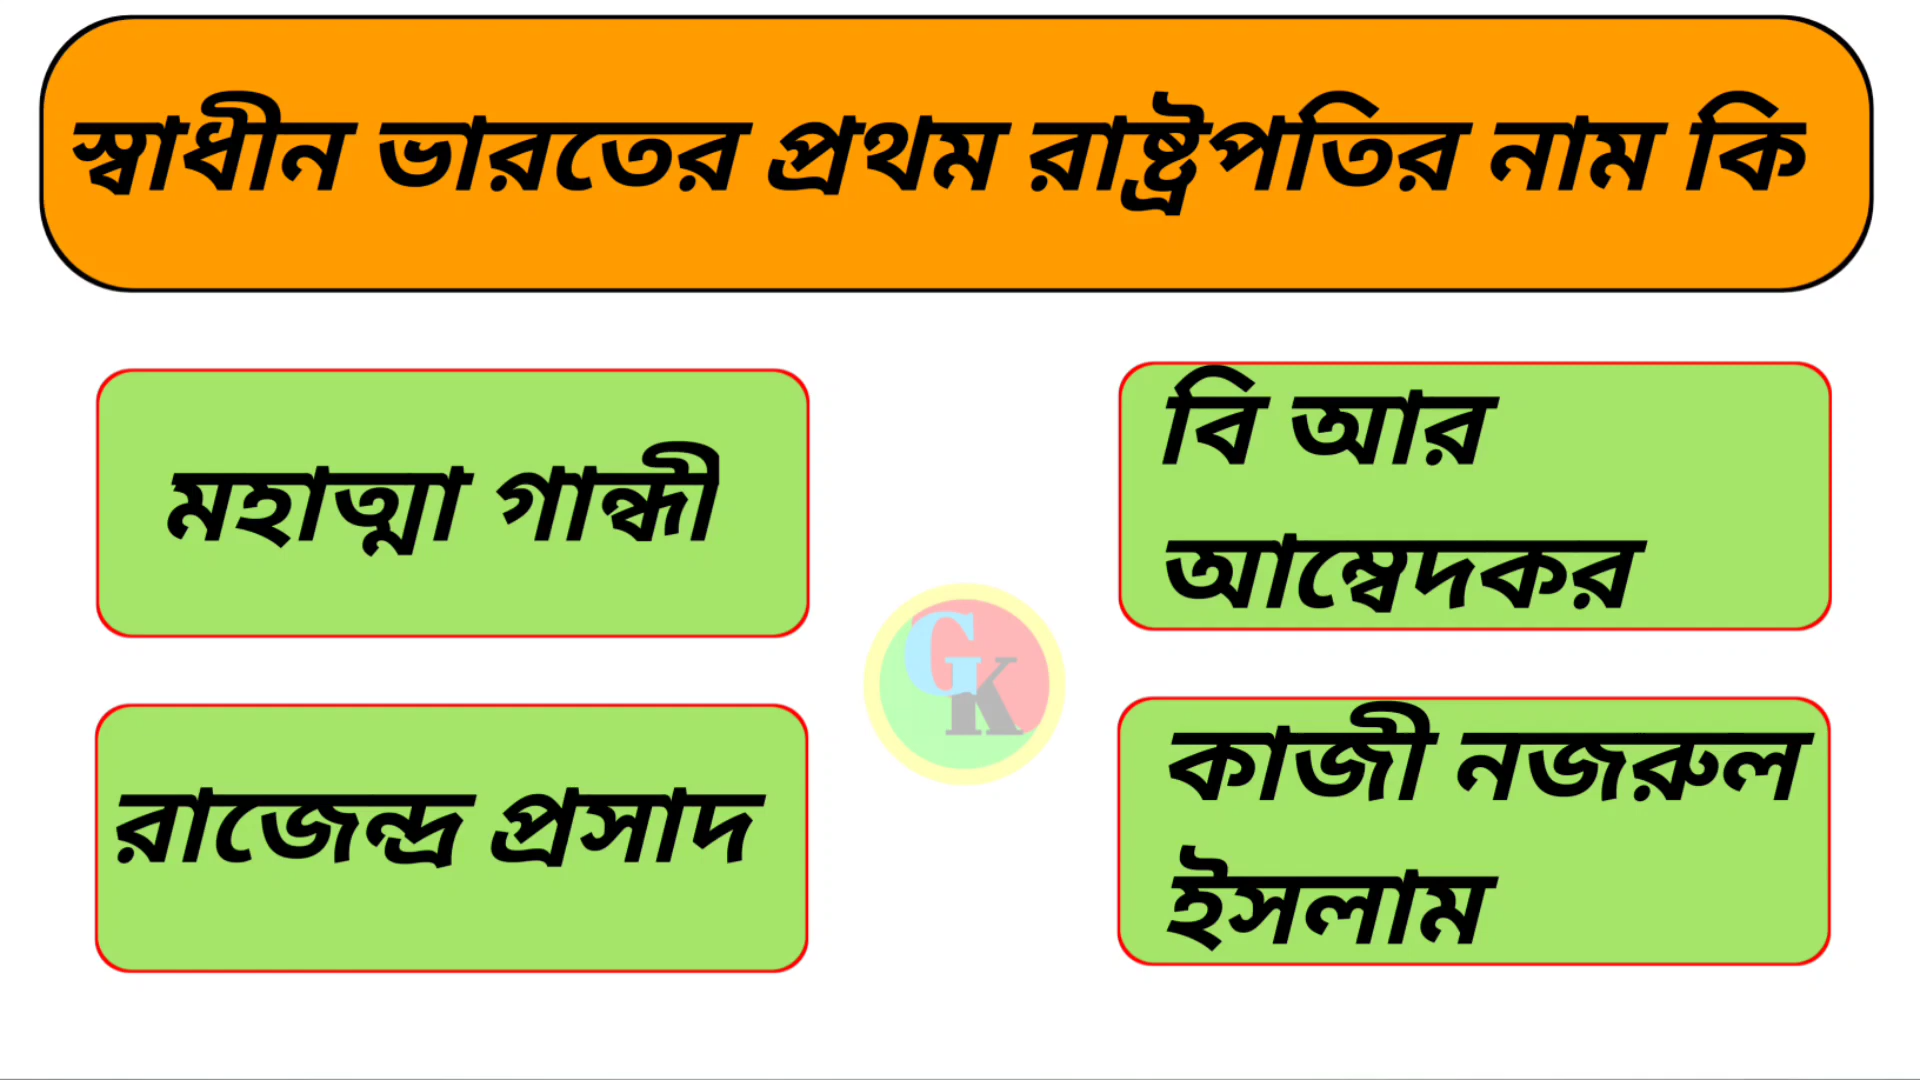 স্বাধীন ভারতের প্রথম রাষ্ট্রপতির নাম কি
মহাত্মা গান্ধী
বি আর
আম্বেদকর
রাজেন্দ্র প্রসাদ
কাজী নজরুল
ইসলাম
GK